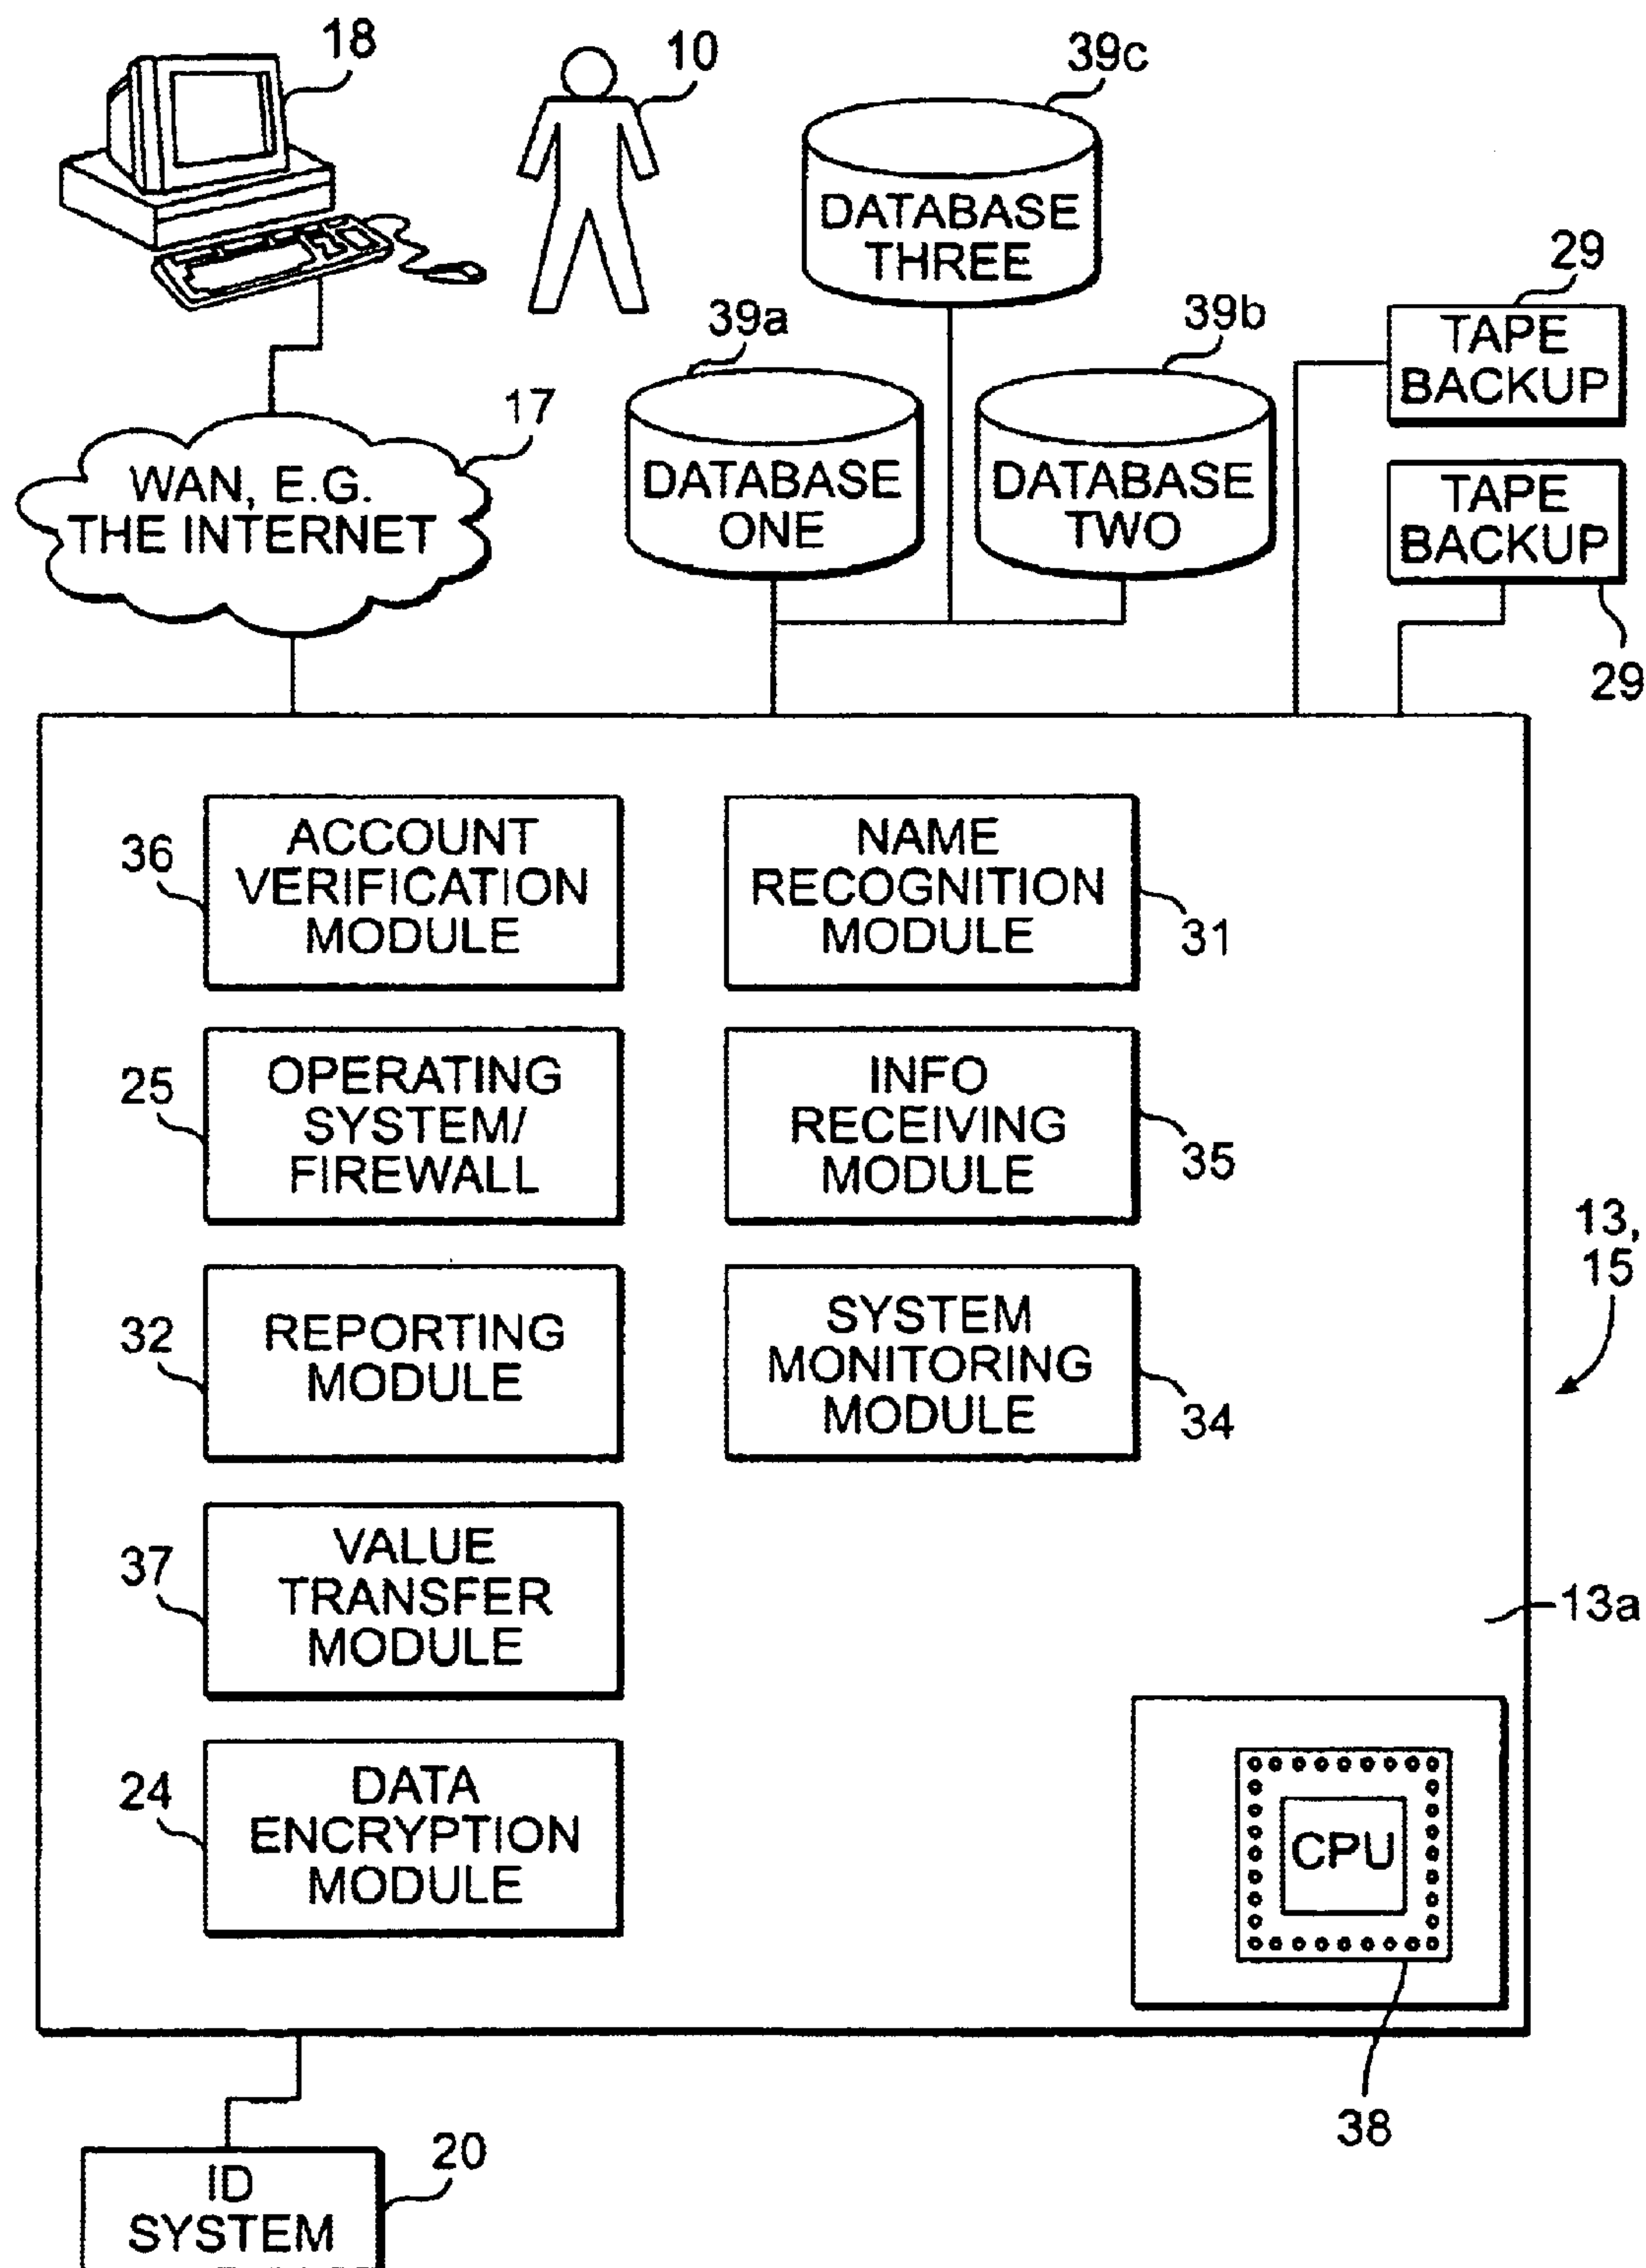 18
10
39c
DATABASE
THREE
29
TAPE
BACKUP
39a
39b
17
WAN, E.G.
THE INTERNET
DATABASE
ONE
DATABASE
TWO
TAPE
BACKUP
29
36
ACCOUNT
VERIFICATION
MODULE
NAME
RECOGNITION
MODULE
31
25
OPERATING
SYSTEM/
FIREWALL
INFO
RECEIVING
MODULE
35
13,
15
32
REPORTING
MODULE
SYSTEM
MONITORING
MODULE
34
37
VALUE
TRANSFER
MODULE
13a
24
DATA
ENCRYPTION
MODULE
CPU
38
20
ID
SYSTEM